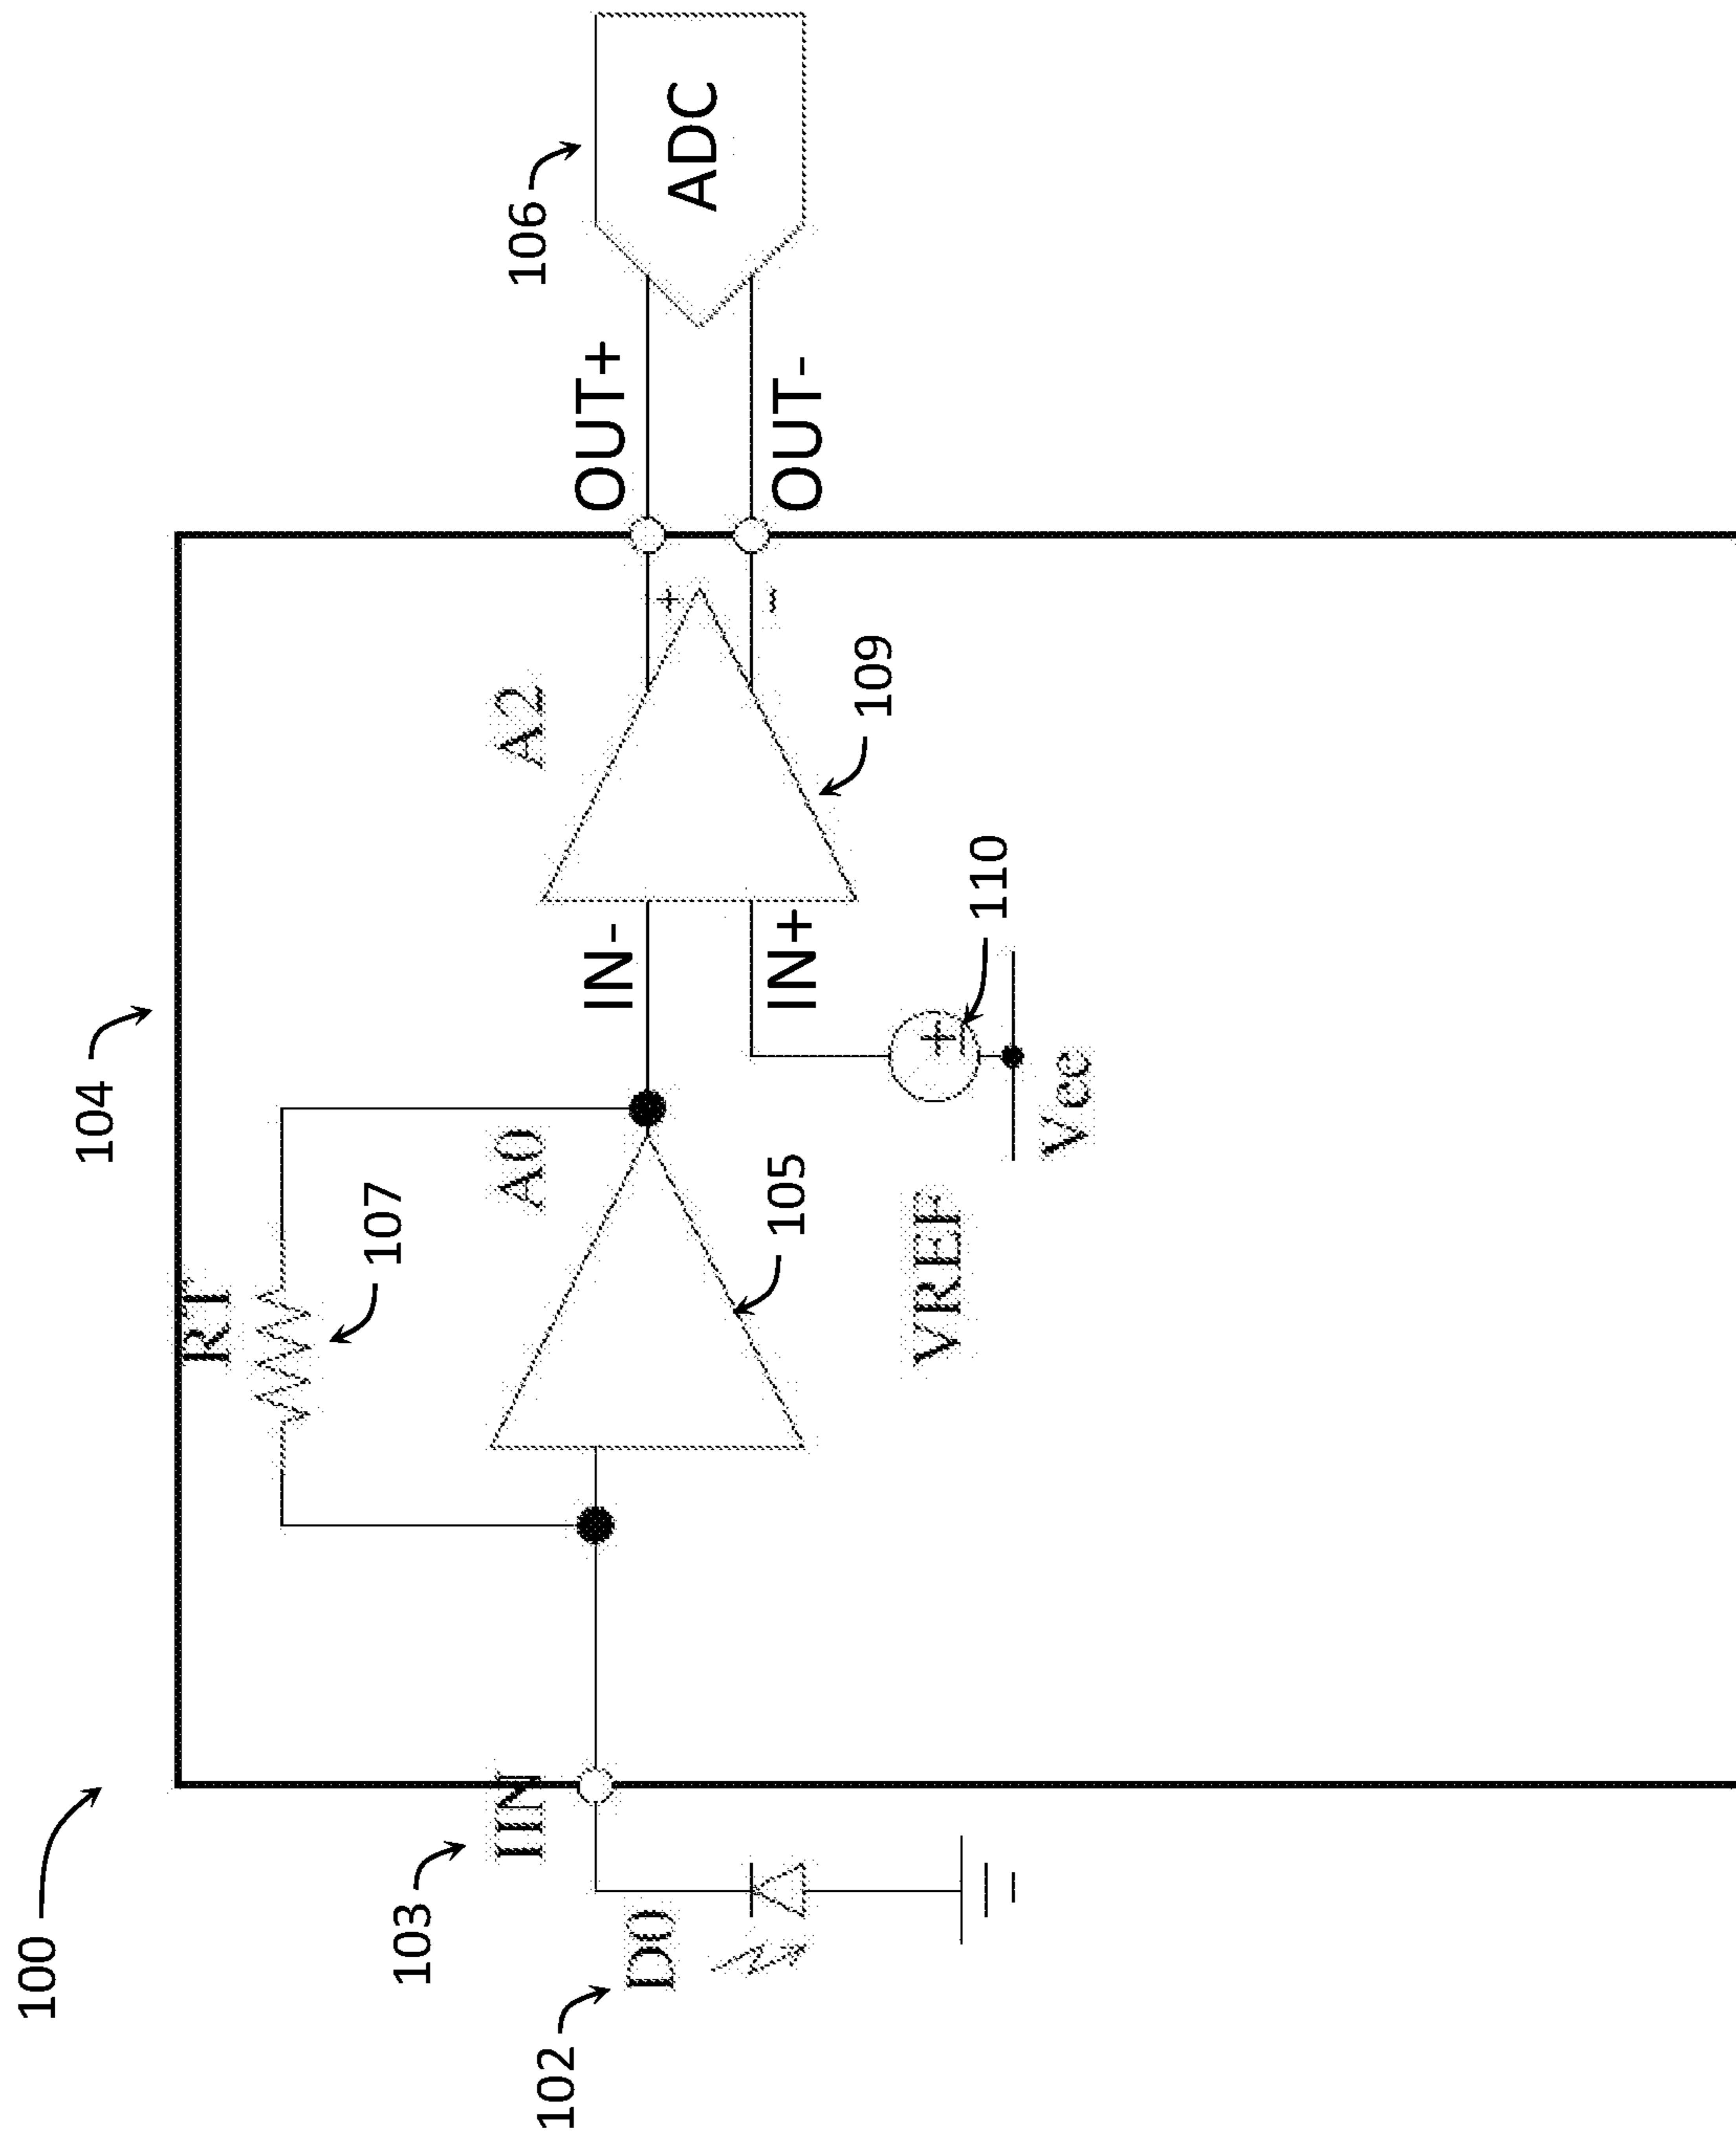 100
104
106
RT
107
102
103
D0
IIN
A0
105
A2
109
IN-
IN+
OUT+
OUT-
+
-
ADC
VREF
+
-
110
Vcc